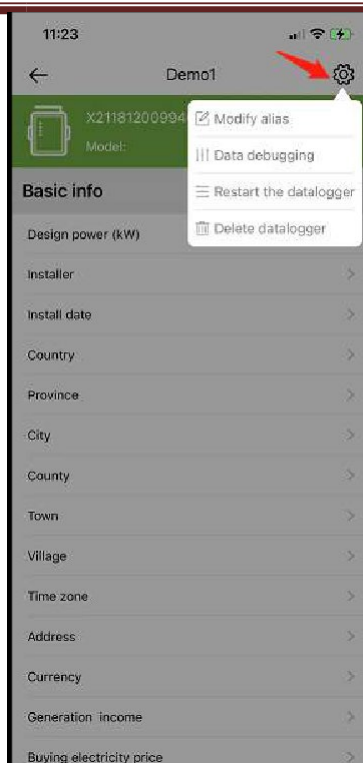 11:23
Demo1
X21181200994
Model:
Modify alias
Data debugging
Restart the datalogger
Delete datalogger
Basic info
Design power (kW)
Installer
Install date
Country
Province
City
County
Town
Village
Time zone
Address
Currency
Generation income
Buying electricity price